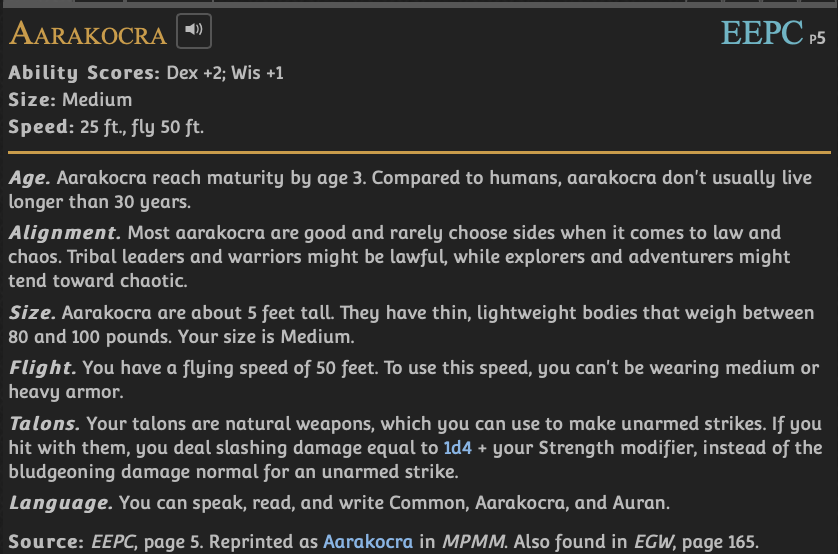 AARAKOCRA EEPC P5
Ability Scores: Dex +2; Wis +1
Size: Medium
Speed: 25 ft., fly 50 ft.
Age. Aarakocra reach maturity by age 3. Compared to humans, aarakocra don't usually live
longer than 30 years.
Alignment. Most aarakocra are good and rarely choose sides when it comes to law and
chaos. Tribal leaders and warriors might be lawful, while explorers and adventurers might
tend toward chaotic.
Size. Aarakocra are about 5 feet tall. They have thin, lightweight bodies that weigh between
80 and 100 pounds. Your size is Medium.
Flight. You have a flying speed of 50 feet. To use this speed, you can't be wearing medium or
heavy armor.
Talons. Your talons are natural weapons, which you can use to make unarmed strikes. If you
hit with them, you deal slashing damage equal to 1d4 + your Strength modifier, instead of the
bludgeoning damage normal for an unarmed strike.
Language. You can speak, read, and write Common, Aarakocra, and Auran.
Source: EEPC, page 5. Reprinted as Aarakocra in MPMM. Also found in EGW, page 165.